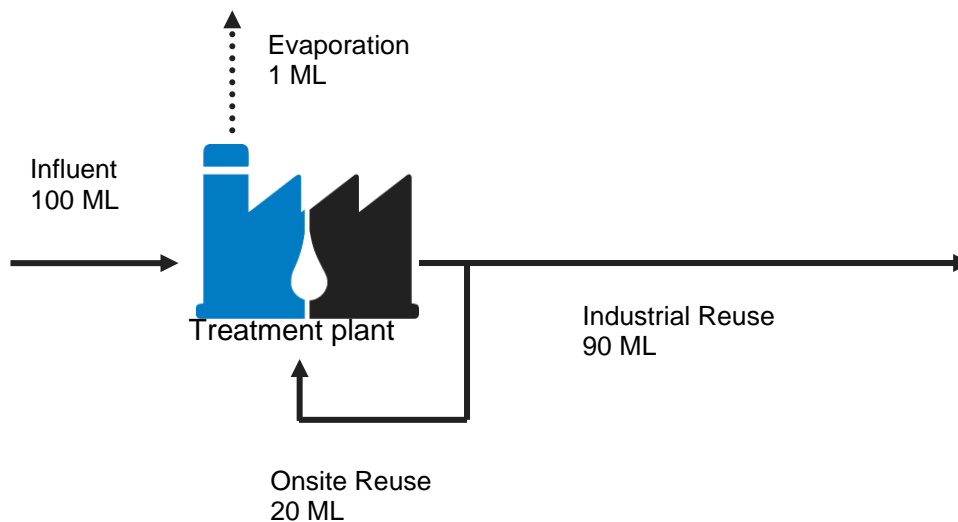 Evaporation
1 ML
Influent
100 ML
Treatment plant
Industrial Reuse
90 ML
Onsite Reuse
20 ML